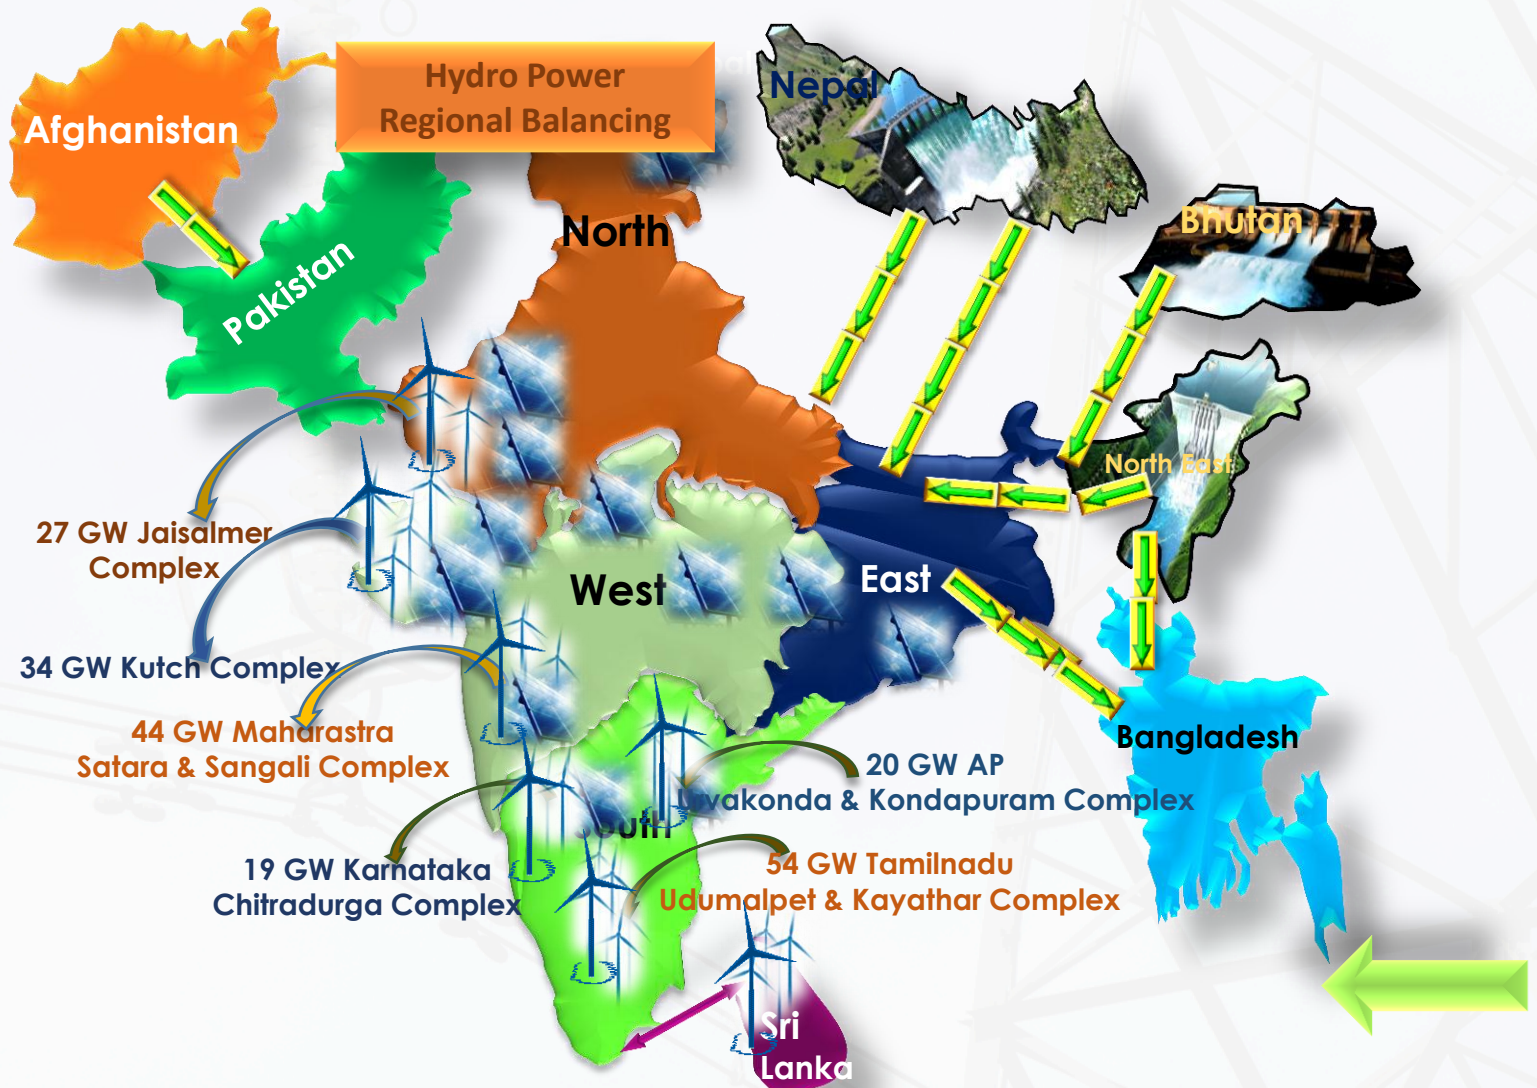 Hydro Power
Regional Balancing
Nepal
Afghanistan
Bhutan
North
Pakistan
North East
27 GW Jaisalmer
Complex
West
East
34 GW Kutch Complex
44 GW Maharastra
Satara & Sangali Complex
Bangladesh
20 GW AP
& Kondapuram Complex
South
19 GW Karnataka
Chitradurga Complex
54 GW Tamilnadu
Udumalpet & Kayathar Complex
Sri
Lanka